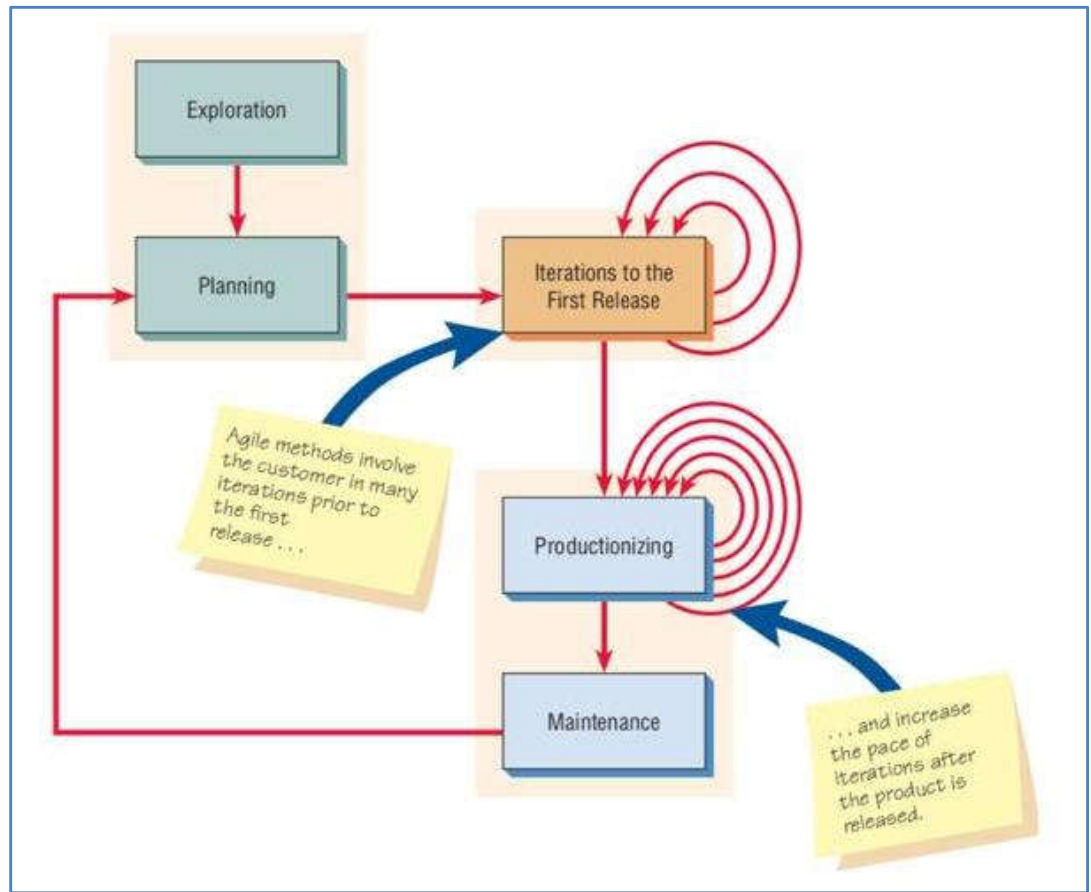 Exploration
Planning
Iterations to the
First Release
Agile methods involve
the customer in many
iterations prior to
the first
release . . .
Productionizing
Maintenance
. . . and increase
the pace of
iterations after
the product is
released.